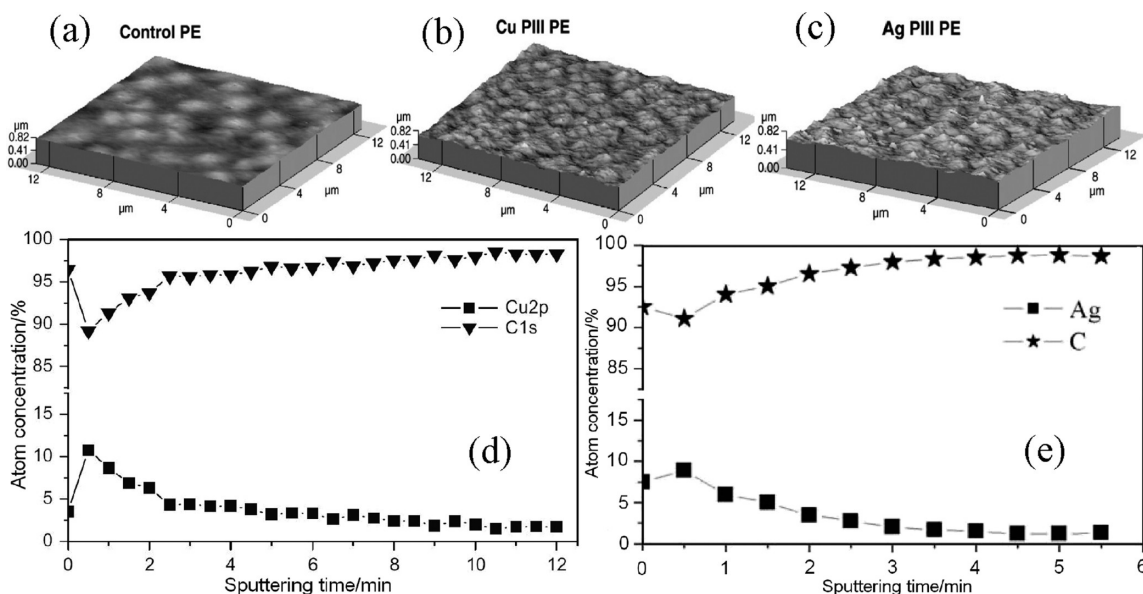 (a)
Control PE
μm
0.82
0.41
0.00
12
8
μm
4
0
0
4
8
12
μm
(b)
Cu PIII PE
μm
0.82
0.41
0.00
12
8
μm
4
0
0
4
8
12
μm
(c)
Ag PIII PE
μm
0.82
0.41
0.00
12
8
μm
4
0
0
4
8
12
μm
Atom concentration/%
100
95
90
85
15
10
5
0
Cu2p
C1s
(d)
0 2 4 6 8 10 12
Sputtering time/min
Atom concentration/%
100
95
90
85
15
10
5
0
Ag
C
(e)
0 1 2 3 4 5 6
Sputtering time/min